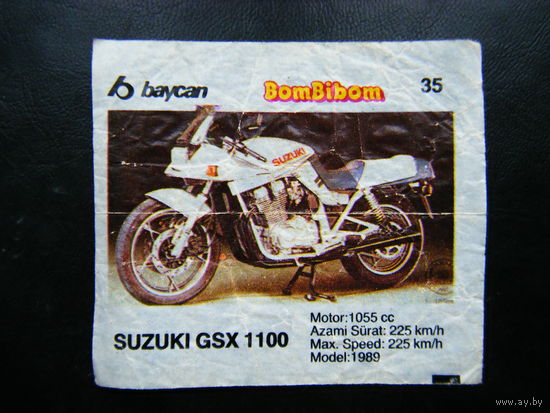 baycan
BomBibom
35
SUZUKI
SUZUKI GSX 1100
Motor:1055 cc
Azami Sürat: 225 km/h
Max. Speed: 225 km/h
Model:1989
www.ay.by